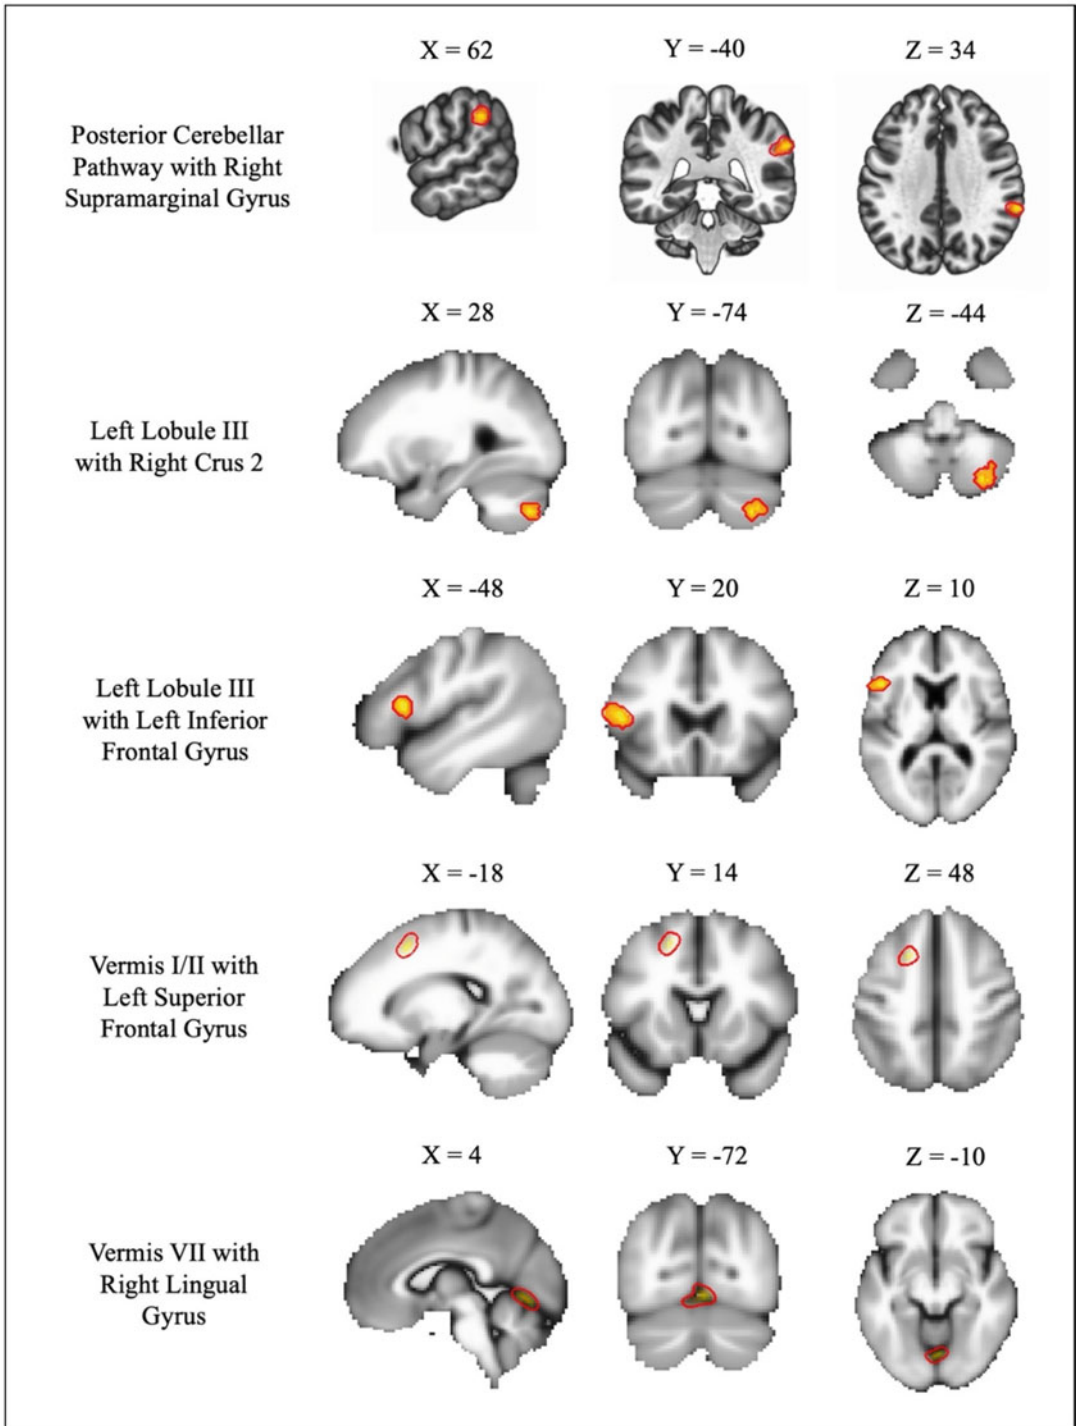 X = 62
Y = -40
Z = 34
Posterior Cerebellar
Pathway with Right
Supramarginal Gyrus
X = 28
Y = -74
Z = -44
Left Lobule III
with Right Crus 2
X = -48
Y = 20
Z = 10
Left Lobule III
with Left Inferior
Frontal Gyrus
X = -18
Y = 14
Z = 48
Vermis I/II with
Left Superior
Frontal Gyrus
X = 4
Y = -72
Z = -10
Vermis VII with
Right Lingual
Gyrus